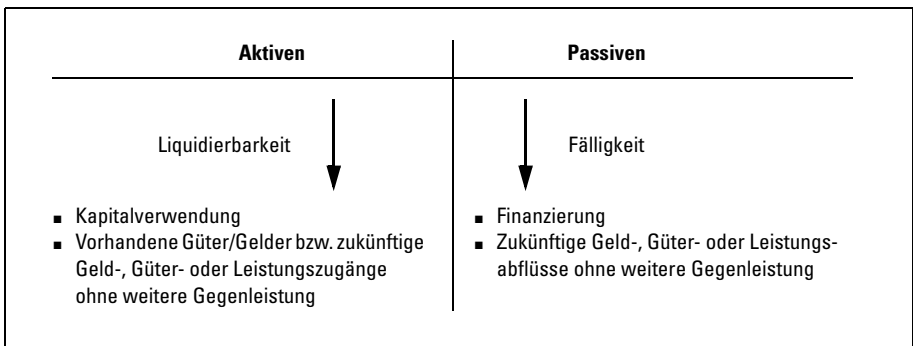 Aktiven
Passiven
Liquidierbarkeit
Fälligkeit
▪ Kapitalverwendung
▪ Vorhandene Güter/Gelder bzw. zukünftige
Geld-, Güter- oder Leistungszugänge
ohne weitere Gegenleistung
▪ Finanzierung
▪ Zukünftige Geld-, Güter- oder Leistungs-
abflüsse ohne weitere Gegenleistung